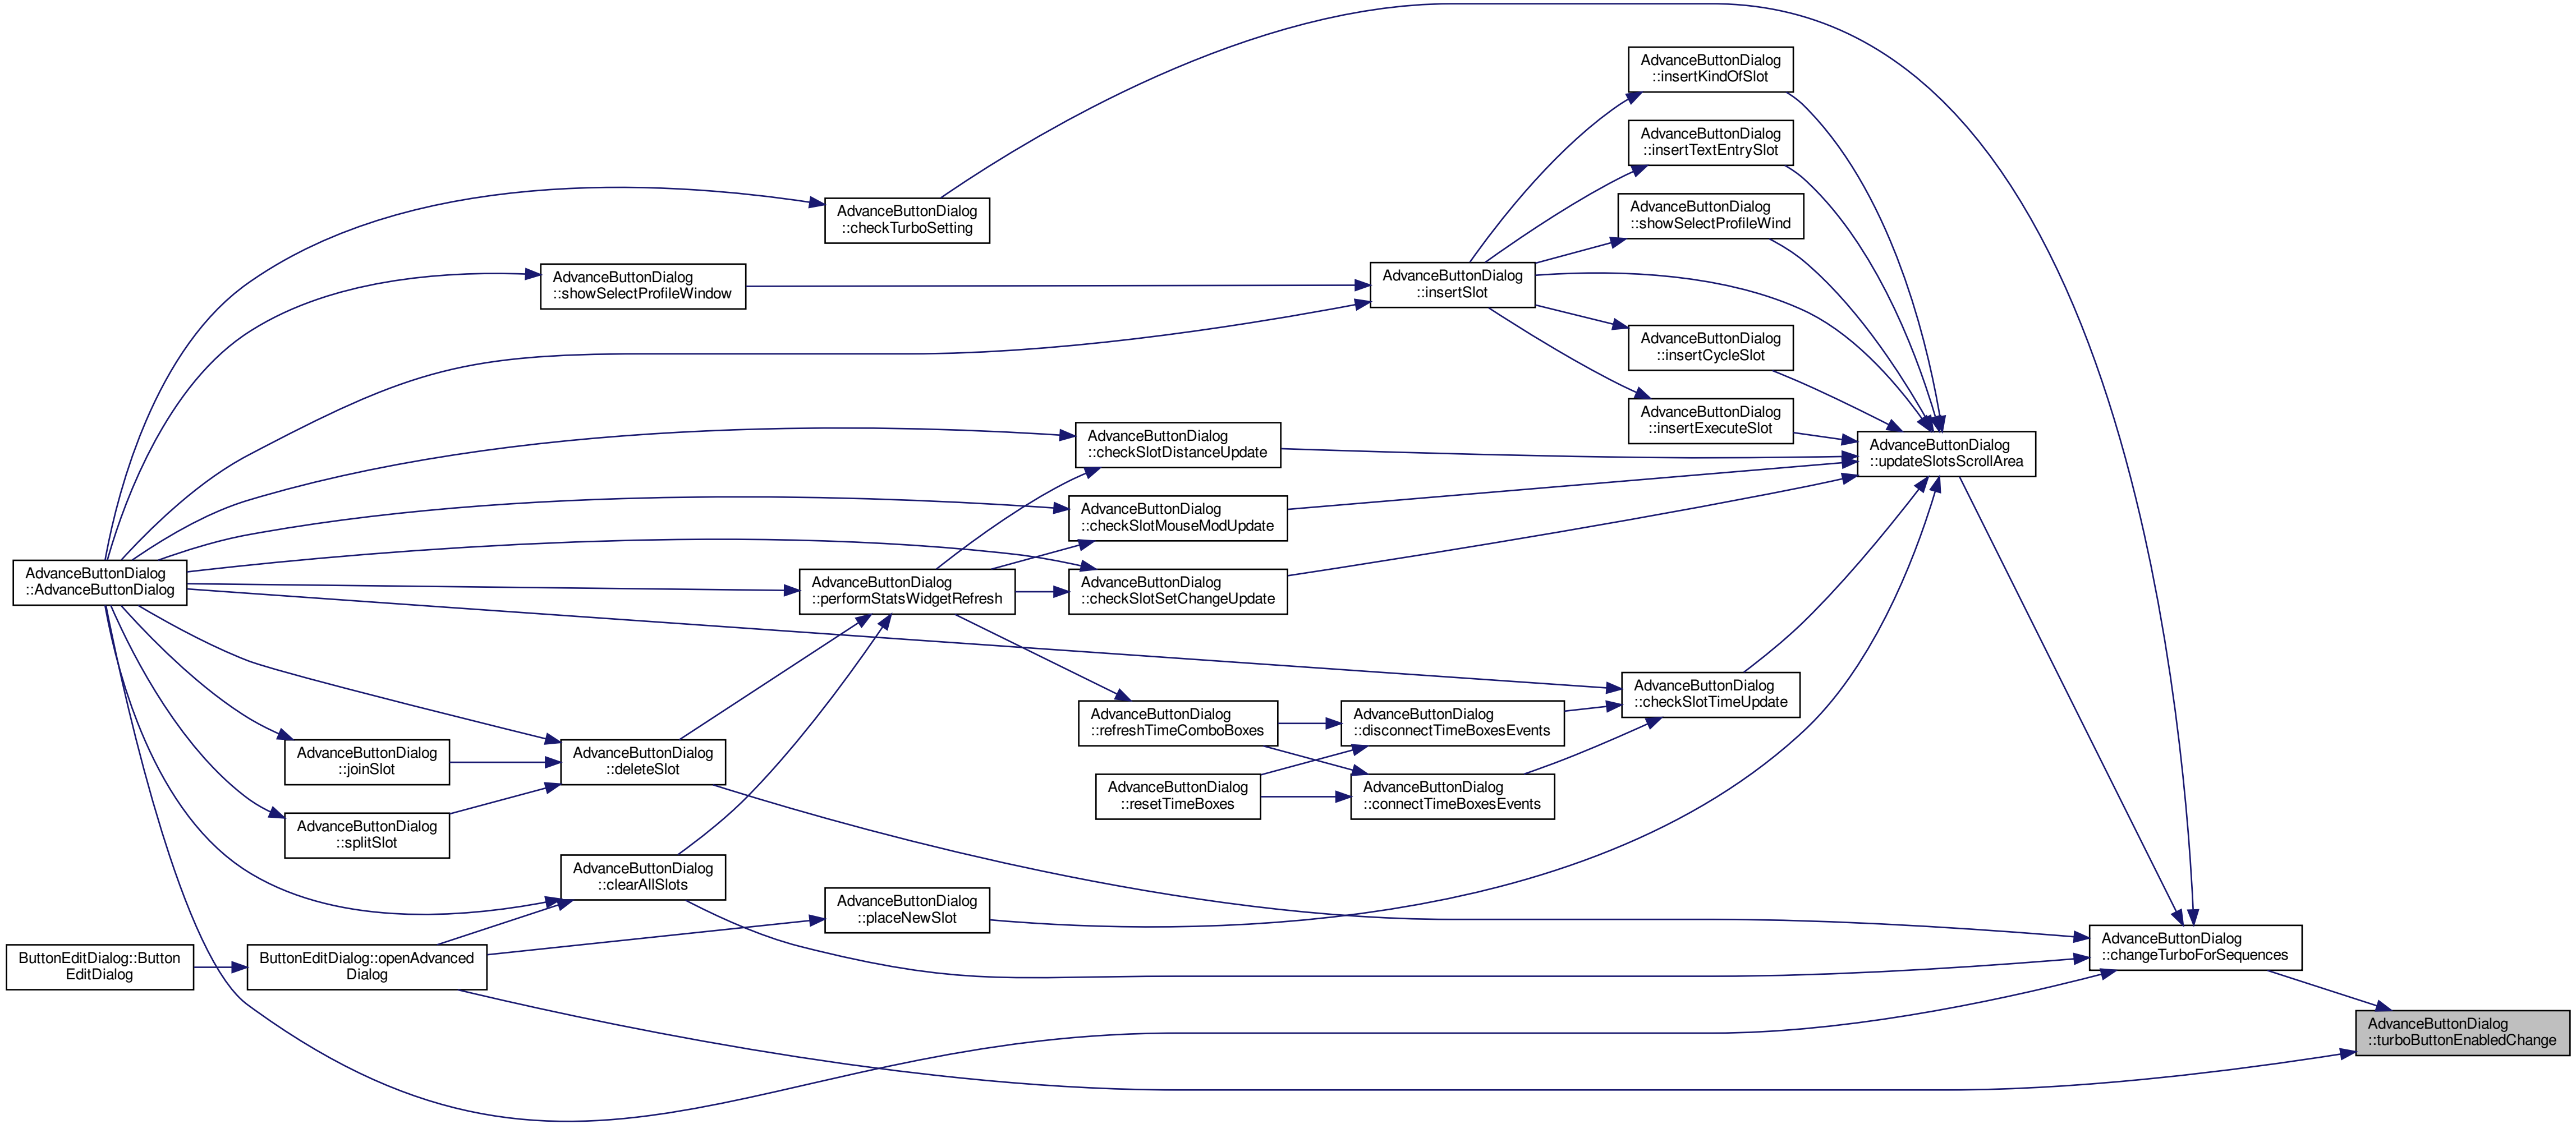 AdvanceButtonDialog
::insertKindOfSlot
AdvanceButtonDialog
::insertTextEntrySlot
AdvanceButtonDialog
::showSelectProfileWind
AdvanceButtonDialog
::checkTurboSetting
AdvanceButtonDialog
::showSelectProfileWindow
AdvanceButtonDialog
::insertSlot
AdvanceButtonDialog
::insertCycleSlot
AdvanceButtonDialog
::insertExecuteSlot
AdvanceButtonDialog
::checkSlotDistanceUpdate
AdvanceButtonDialog
::updateSlotsScrollArea
AdvanceButtonDialog
::checkSlotMouseModUpdate
AdvanceButtonDialog
::AdvanceButtonDialog
AdvanceButtonDialog
::performStatsWidgetRefresh
AdvanceButtonDialog
::checkSlotSetChangeUpdate
AdvanceButtonDialog
::checkSlotTimeUpdate
AdvanceButtonDialog
::refreshTimeComboBoxes
AdvanceButtonDialog
::disconnectTimeBoxesEvents
AdvanceButtonDialog
::joinSlot
AdvanceButtonDialog
::deleteSlot
AdvanceButtonDialog
::resetTimeBoxes
AdvanceButtonDialog
::connectTimeBoxesEvents
AdvanceButtonDialog
::splitSlot
AdvanceButtonDialog
::clearAllSlots
AdvanceButtonDialog
::placeNewSlot
AdvanceButtonDialog
::changeTurboForSequences
ButtonEditDialog::Button
EditDialog
ButtonEditDialog::openAdvanced
Dialog
AdvanceButtonDialog
::turboButtonEnabledChange